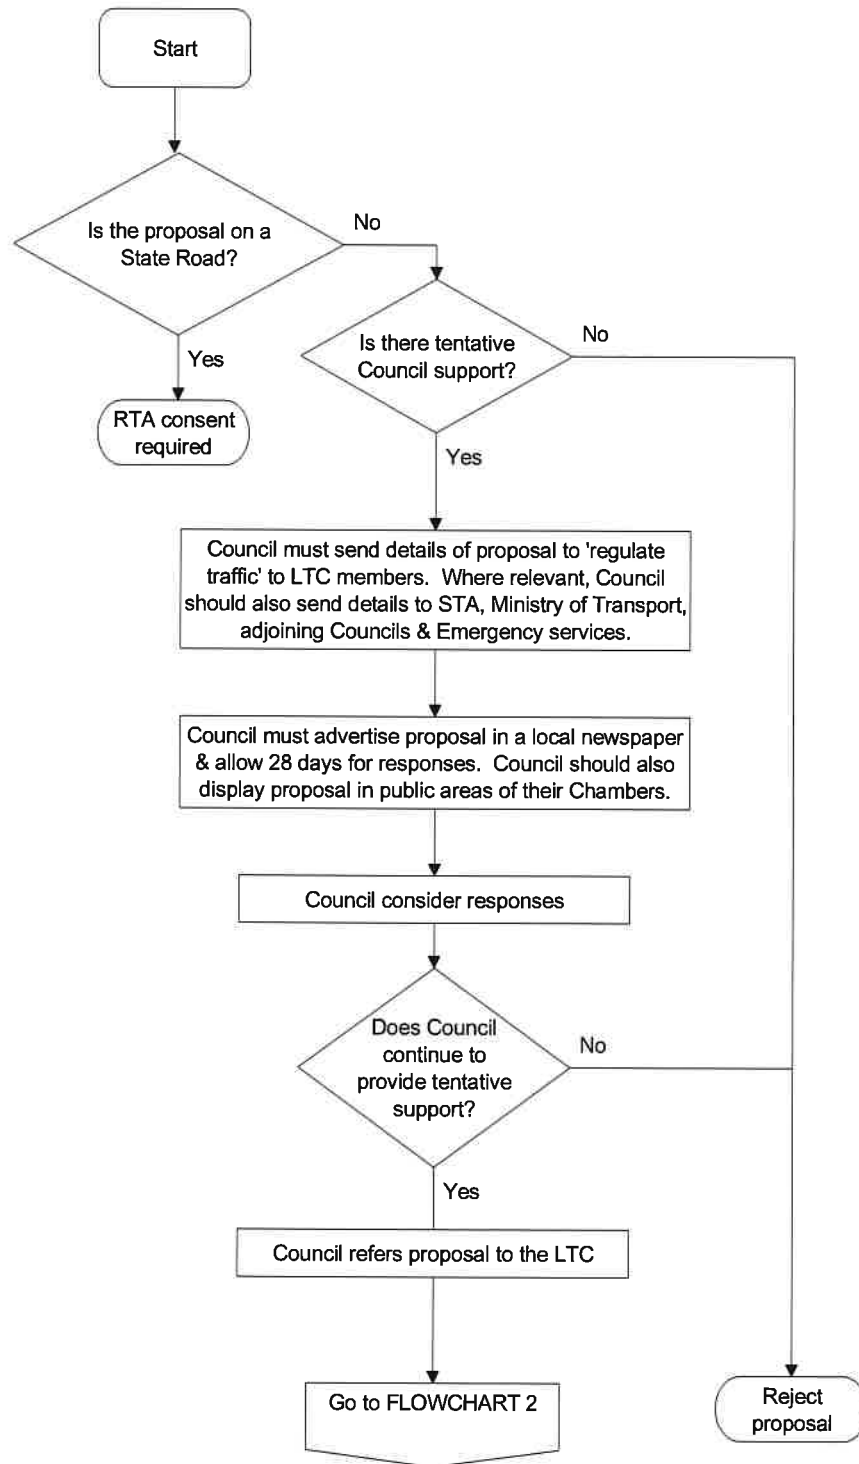 Start
Is the proposal on a
State Road?
No
Yes
RTA consent
required
Is there tentative
Council support?
No
Yes
Council must send details of proposal to 'regulate
traffic' to LTC members.  Where relevant, Council
should also send details to STA, Ministry of Transport,
adjoining Councils & Emergency services.
Council must advertise proposal in a local newspaper
& allow 28 days for responses.  Council should also
display proposal in public areas of their Chambers.
Council consider responses
Does Council
continue to
provide tentative
support?
No
Yes
Council refers proposal to the LTC
Go to FLOWCHART 2
Reject
proposal